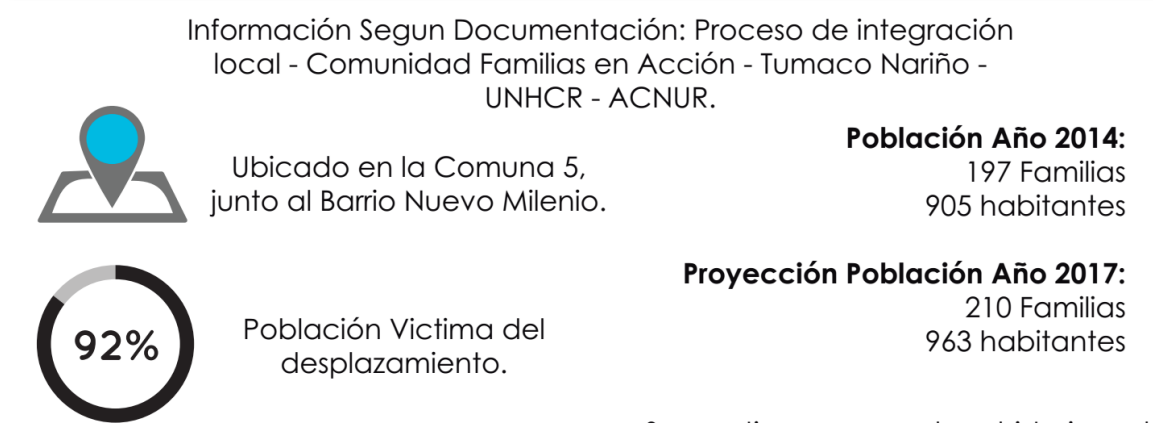 Información Segun Documentación: Proceso de integración
local - Comunidad Familias en Acción - Tumaco Nariño -
UNHCR - ACNUR.
Ubicado en la Comuna 5,
junto al Barrio Nuevo Milenio.
Población Año 2014:
197 Familias
905 habitantes
Proyección Población Año 2017:
210 Familias
963 habitantes
92%
Población Victima del
desplazamiento.